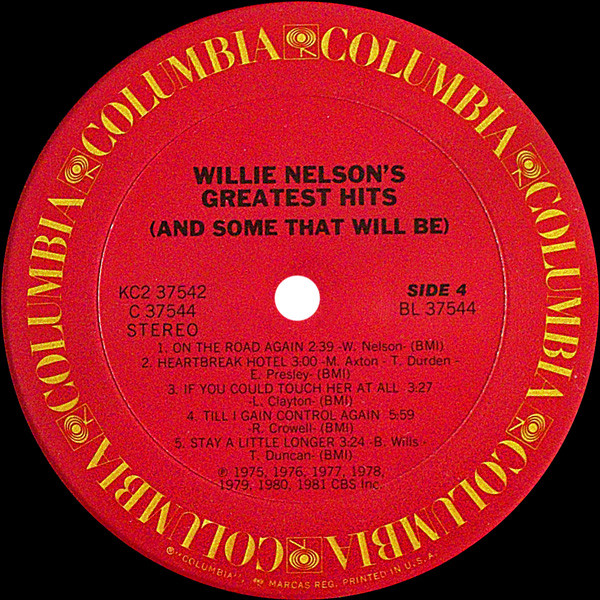 COLUMBIA COLUMBIA COLUMBIA COLUMBIA COLUMBIA COLUMBIA COLUMBIA COLUMBIA
WILLIE NELSON'S
GREATEST HITS
(AND SOME THAT WILL BE)
KC2 37542
C 37544
STEREO
SIDE 4
BL 37544
1. ON THE ROAD AGAIN 2:39 -W. Nelson- (BMI)
2. HEARTBREAK HOTEL 3:00 -M. Axton - T. Durden -
E. Presley- (BMI)
3. IF YOU COULD TOUCH HER AT ALL 3:27
-L. Clayton- (BMI)
4. TILL I GAIN CONTROL AGAIN 5:59
-R. Crowell- (BMI)
5. STAY A LITTLE LONGER 3:24 -B. Wills -
T. Duncan- (BMI)
℗ 1975, 1976, 1977, 1978,
1979, 1980, 1981 CBS Inc.
®"COLUMBIA", MARCAS REG. PRINTED IN U.S.A.